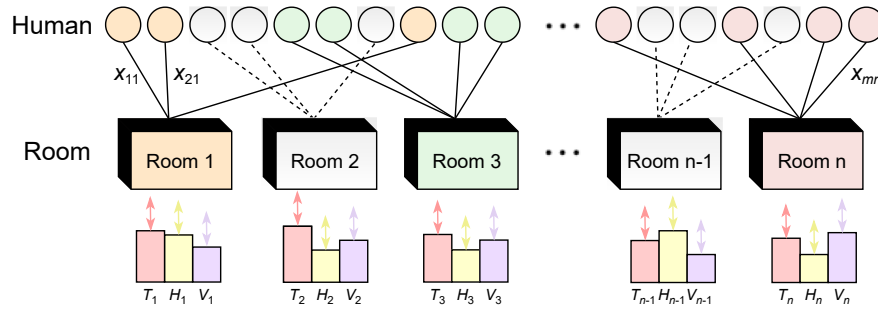 Human
• • •
x11 x21 xmn
Room
Room 1 Room 2 Room 3 • • • Room n-1 Room n
T1 H1 V1 T2 H2 V2 T3 H3 V3 Tn-1 Hn-1 Vn-1 Tn Hn Vn